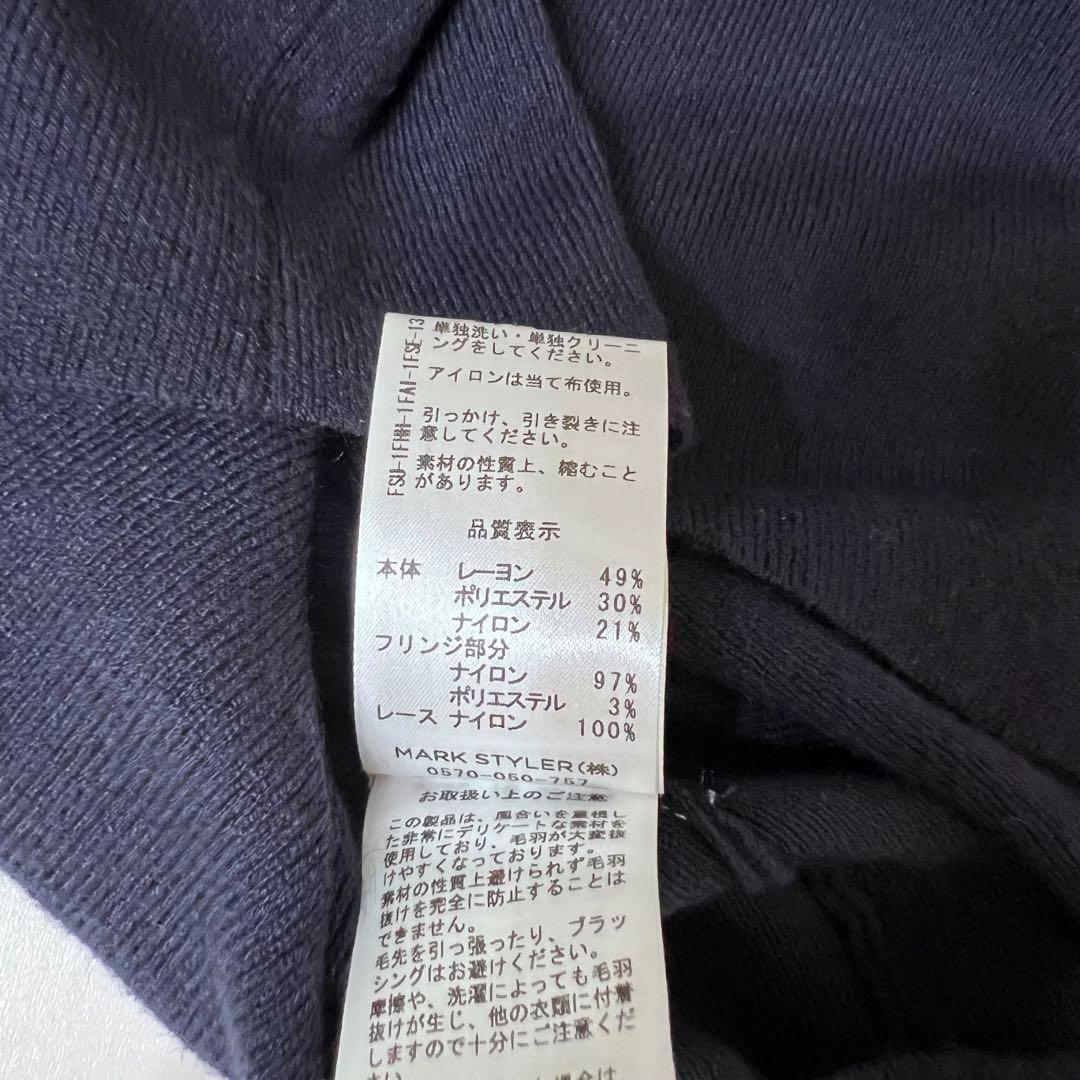 単独洗い・単独クリーニ
ングをしてください。
アイロンは当て布使用。
引っかけ、引き裂きに注
意してください。
素材の性質上、縮むこと
があります。
品質表示
本体 レーヨン 49%
ポリエステル 30%
ナイロン 21%
フリンジ部分
ナイロン 97%
ポリエステル 3%
レース ナイロン 100%
MARK STYLER(株)
0570-050-757
お取扱い上のご注意
この製品は、風合いを重視し
た非常にデリケートな素材を
使用しており、毛羽が大変抜
けやすくなっております。
素材の性質上避けられず毛羽
抜けを完全に防止することは
できません。
毛先を引っ張ったり、ブラッ
シングはお避けください。
摩擦や、洗濯によっても毛羽
抜けが生じ、他の衣類に付着
しますので十分にご注意くだ
さい。
場合は、